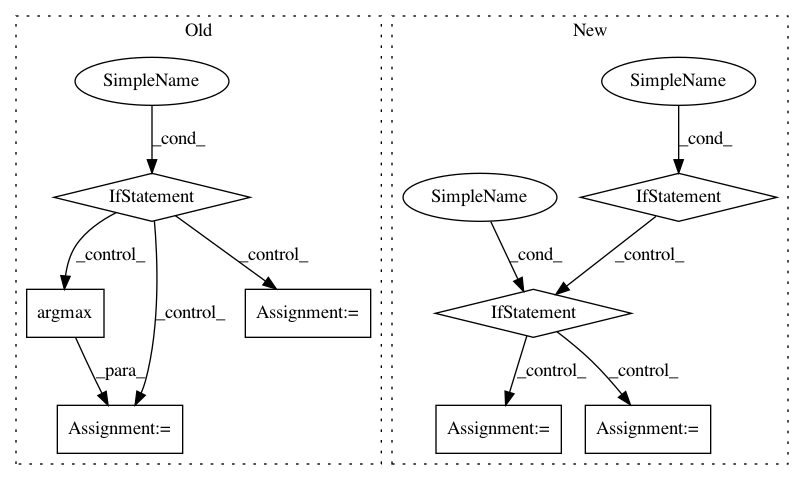 Old
New
SimpleName
SimpleName
_cond_
_cond_
IfStatement
SimpleName
IfStatement
_control_
_control_
_cond_
_control_
argmax
_control_
Assignment:=
IfStatement
_para_
_control_
_control_
Assignment:=
Assignment:=
Assignment:=